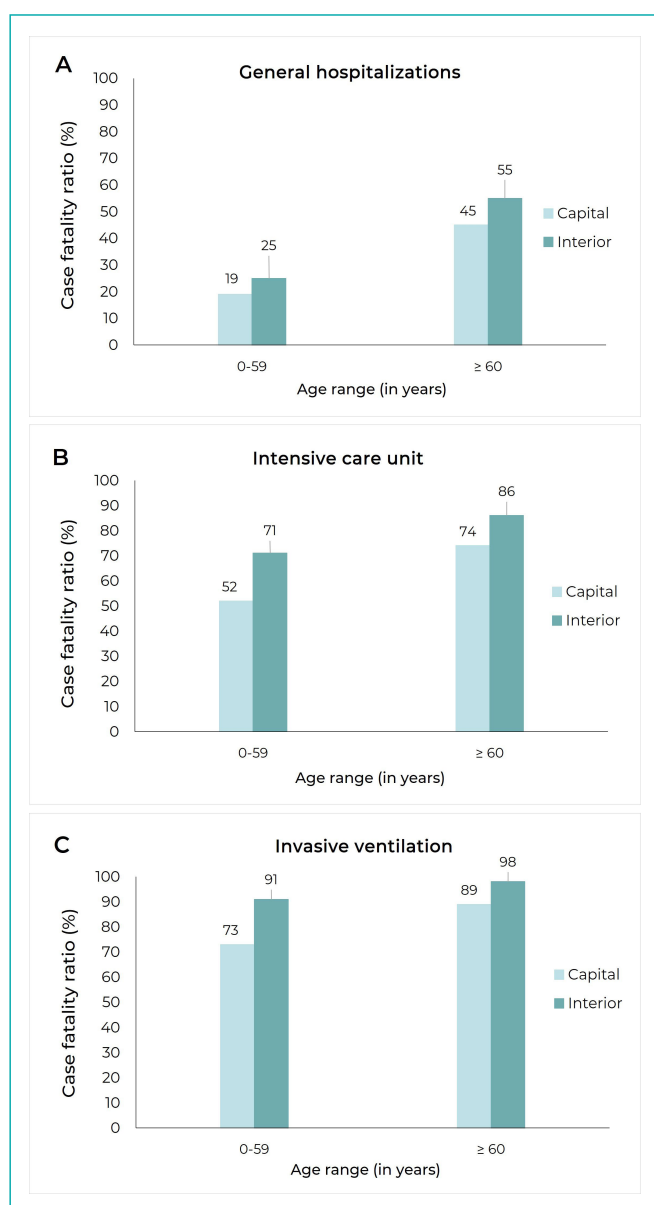 A
General hospitalizations
Case fatality ratio (%)
100
90
80
70
60
50
40
30
20
10
0
19
25
45
55
Capital
Interior
0-59
≥ 60
Age range (in years)
B
Intensive care unit
Case fatality ratio (%)
100
90
80
70
60
50
40
30
20
10
0
52
71
74
86
Capital
Interior
0-59
≥ 60
Age range (in years)
C
Invasive ventilation
Case fatality ratio (%)
100
90
80
70
60
50
40
30
20
10
0
73
91
89
98
Capital
Interior
0-59
≥ 60
Age range (in years)